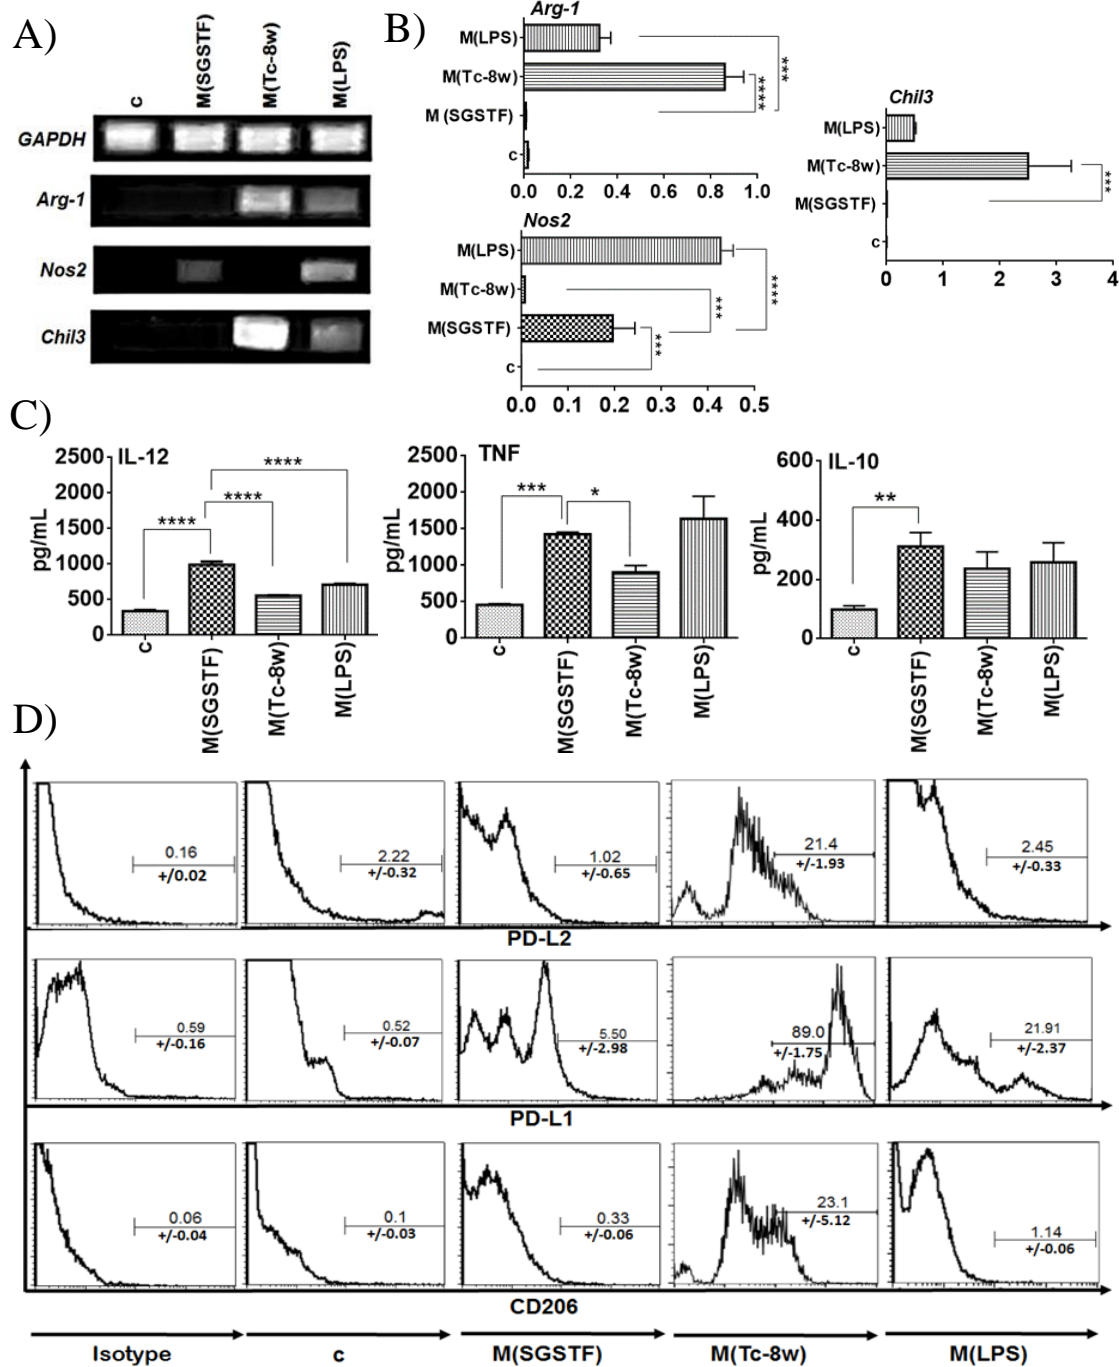 A)
c
M(SGSTF)
M(Tc-8w)
M(LPS)
GAPDH
Arg-1
Nos2
Chil3
B)
Arg-1
M(LPS)
M(Tc-8w)
M (SGSTF)
c
0.0 0.2 0.4 0.6 0.8 1.0
***
****
Nos2
M(LPS)
M(Tc-8w)
M(SGSTF)
c
0.0 0.1 0.2 0.3 0.4 0.5
***
***
****
Chil3
M(LPS)
M(Tc-8w)
M(SGSTF)
c
0 1 2 3 4
***
C)
IL-12
pg/mL
2500
2000
1500
1000
500
0
****
****
****
c
M(SGSTF)
M(Tc-8w)
M(LPS)
TNF
pg/mL
2500
2000
1500
1000
500
0
***
*
c
M(SGSTF)
M(Tc-8w)
M(LPS)
IL-10
pg/mL
600
400
200
0
**
c
M(SGSTF)
M(Tc-8w)
M(LPS)
D)
0.16
+/0.02
2.22
+/-0.32
1.02
+/-0.65
21.4
+/-1.93
2.45
+/-0.33
PD-L2
0.59
+/-0.16
0.52
+/-0.07
5.50
+/-2.98
89.0
+/-1.75
21.91
+/-2.37
PD-L1
0.06
+/-0.04
0.1
+/-0.03
0.33
+/-0.06
23.1
+/-5.12
1.14
+/-0.06
CD206
Isotype
c
M(SGSTF)
M(Tc-8w)
M(LPS)